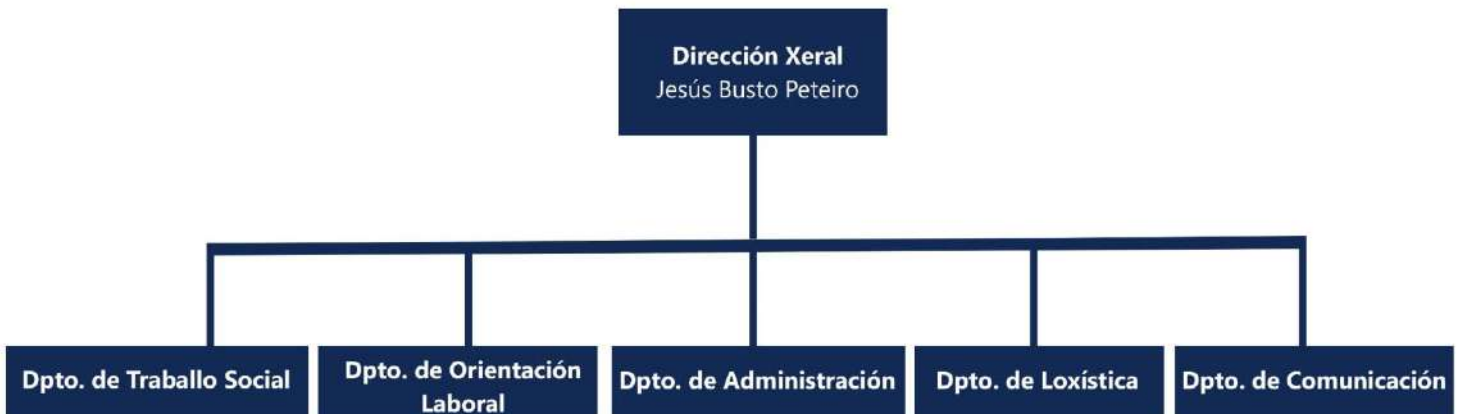 Dirección Xeral
Jesús Busto Peteiro
Dpto. de Traballo Social
Dpto. de Orientación
Laboral
Dpto. de Administración
Dpto. de Loxística
Dpto. de Comunicación